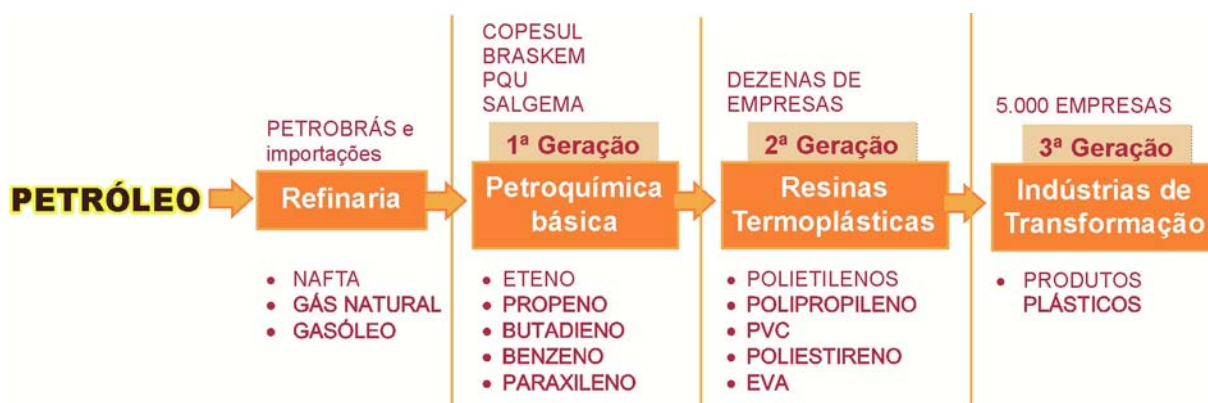 PETRÓLEO
PETROBRÁS e
importações
Refinaria
• NAFTA
• GÁS NATURAL
• GASÓLEO
COPESUL
BRASKEM
PQU
SALGEMA
1ª Geração
Petroquímica
básica
• ETENO
• PROPENO
• BUTADIENO
• BENZENO
• PARAXILENO
DEZENAS DE
EMPRESAS
2ª Geração
Resinas
Termoplásticas
• POLIETILENOS
• POLIPROPILENO
• PVC
• POLIESTIRENO
• EVA
5.000 EMPRESAS
3ª Geração
Indústrias de
Transformação
• PRODUTOS
PLÁSTICOS